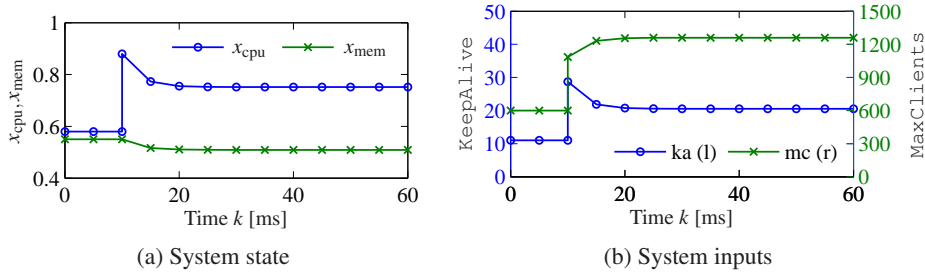 1
0.8
0.6
0.4
x_cpu, x_mem
x_cpu
x_mem
0 20 40 60
Time k [ms]
(a) System state
50
40
30
20
10
0
KeepAlive
1500
1200
900
600
300
0
MaxClients
ka (l)
mc (r)
0 20 40 60
Time k [ms]
(b) System inputs